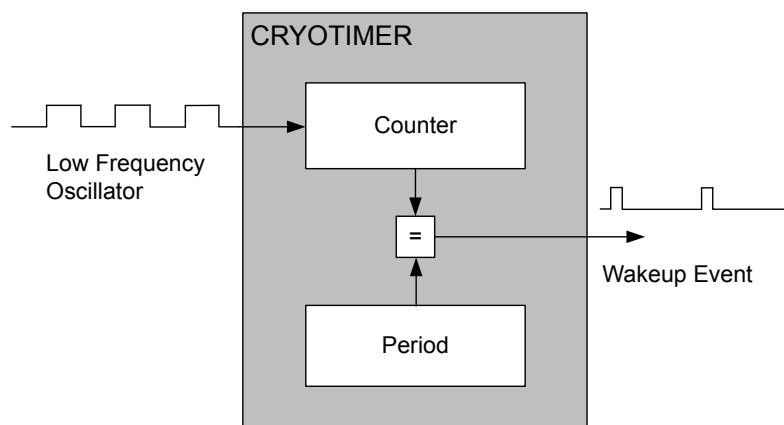 CRYOTIMER
Counter
Low Frequency
Oscillator
=
Wakeup Event
Period